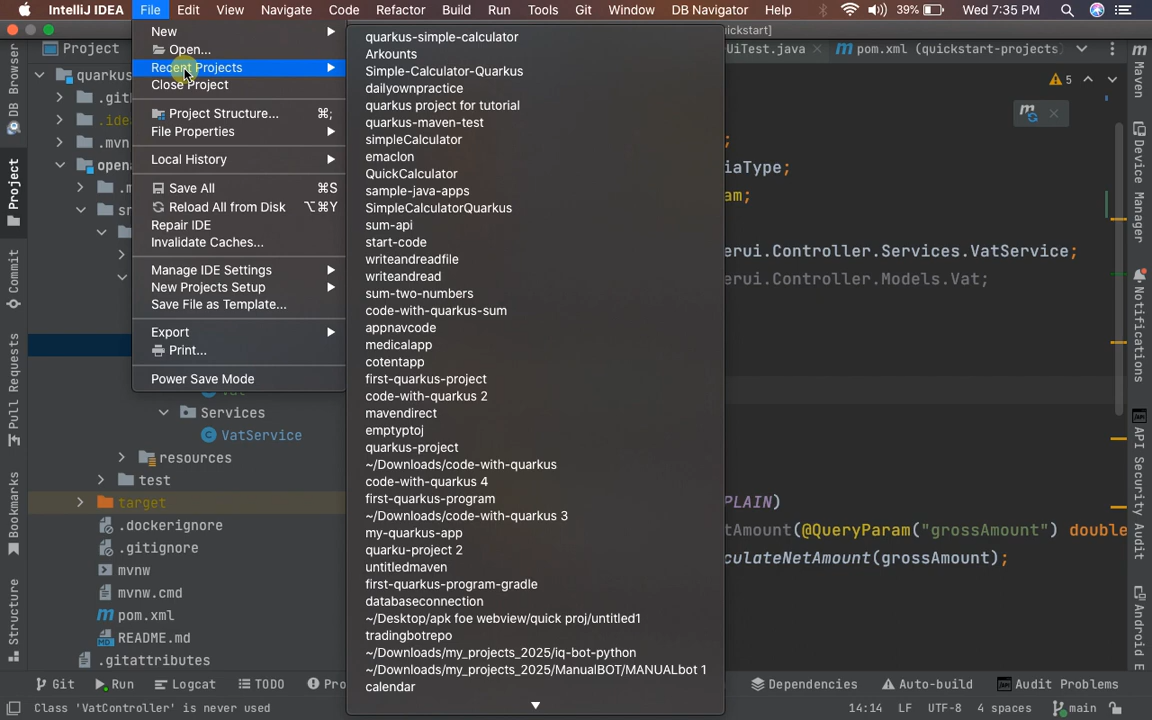 IntelliJ IDEA File Edit View Navigate Code Refactor Build Run Tools Git Window DB Navigator Help 39% Wed 7:35 PM
New
Open...
Recent Projects
Close Project
Project Structure... ⌘;
File Properties
Local History
Save All ⌘S
Reload All from Disk ⌥⌘Y
Repair IDE
Invalidate Caches...
Manage IDE Settings
New Projects Setup
Save File as Template...
Export
Print...
Power Save Mode
quarkus-simple-calculator
Arkounts
Simple-Calculator-Quarkus
dailyownpractice
quarkus project for tutorial
quarkus-maven-test
simpleCalculator
emaclon
QuickCalculator
sample-java-apps
SimpleCalculatorQuarkus
sum-api
start-code
writeandreadfile
writeandread
sum-two-numbers
code-with-quarkus-sum
appnavcode
medicalapp
cotentapp
first-quarkus-project
code-with-quarkus 2
mavendirect
emptyptoj
quarkus-project
~/Downloads/code-with-quarkus
code-with-quarkus 4
first-quarkus-program
~/Downloads/code-with-quarkus 3
my-quarkus-app
quarku-project 2
untitledmaven
first-quarkus-program-gradle
databaseconnection
~/Desktop/apk foe webview/quick proj/untitled1
tradingbotrepo
~/Downloads/my_projects_2025/iq-bot-python
~/Downloads/my_projects_2025/ManualBOT/MANUALbot 1
calendar
DB Browser
Project
Commit
Pull Requests
Bookmarks
Structure
Project
quarkus
.git
.idea
.mvn
open
.m
sr
Services
VatService
resources
test
target
.dockerignore
.gitignore
mvnw
mvnw.cmd
pom.xml
README.md
.gitattributes
ickstart]
UiTest.java
pom.xml (quickstart-projects)
5
;
iaType;
am;
erui.Controller.Services.VatService;
erui.Controller.Models.Vat;
PLAIN)
tAmount(@QueryParam("grossAmount") double
culateNetAmount(grossAmount);
Maven
Device Manager
Notifications
API Security Audit
Android E
Git Run Logcat TODO Pro Dependencies Auto-build Audit Problems
Class 'VatController' is never used 14:14 LF UTF-8 4 spaces main